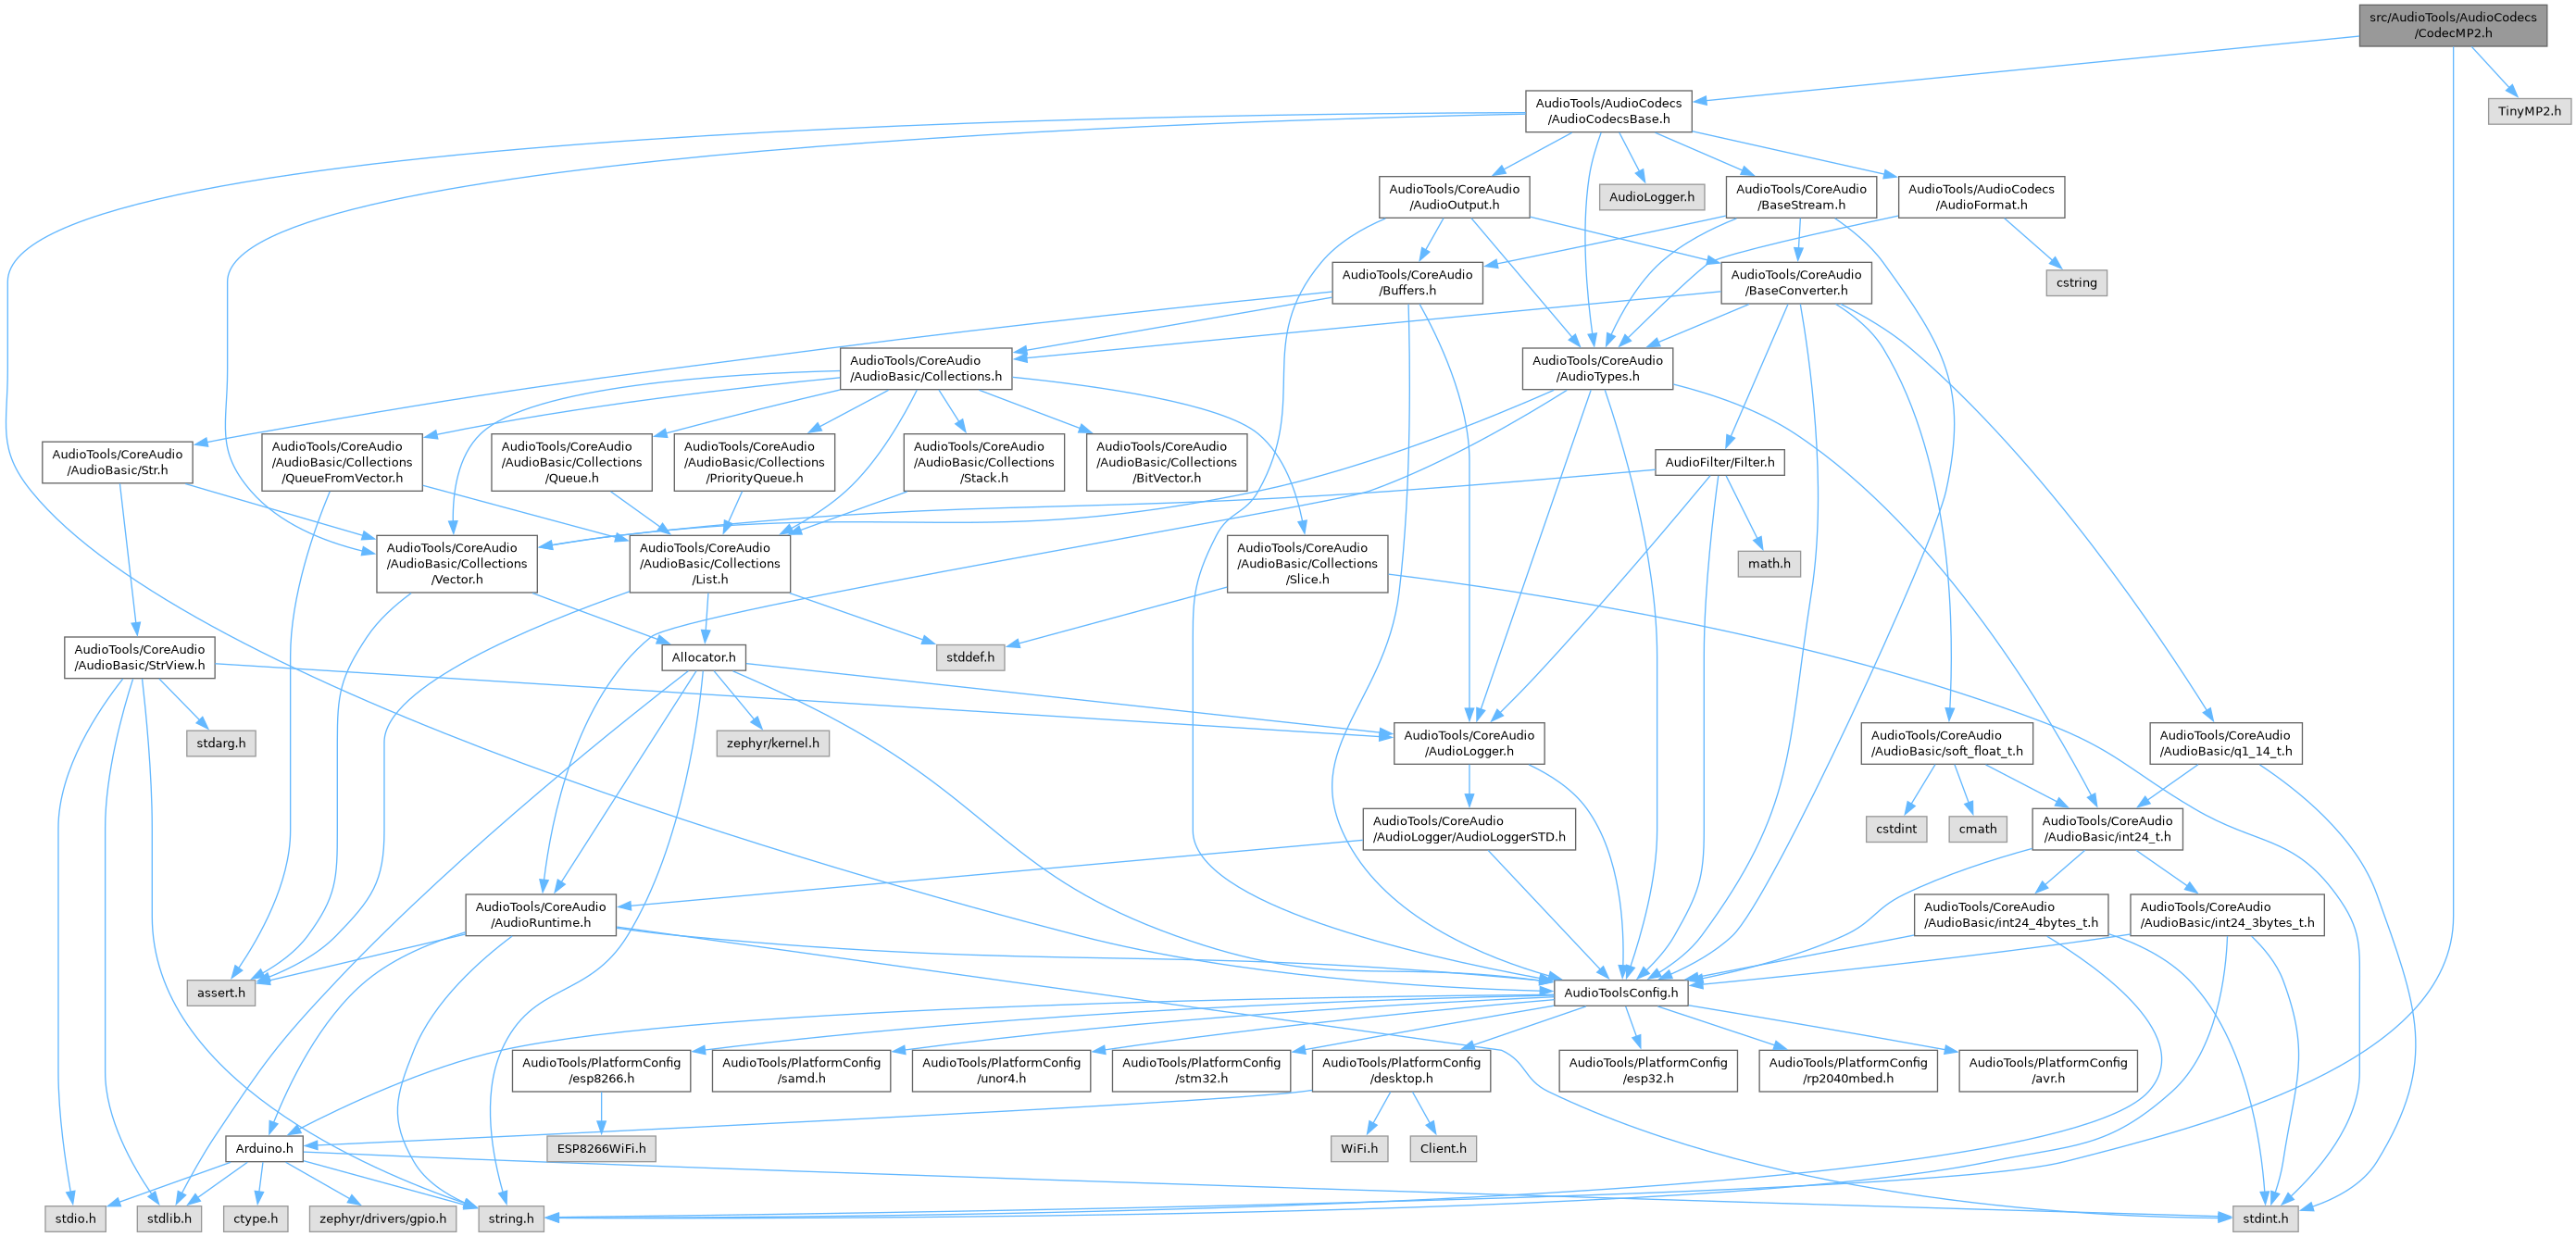 src/AudioTools/AudioCodecs
/CodecMP2.h
AudioTools/AudioCodecs
/AudioCodecsBase.h
TinyMP2.h
AudioTools/CoreAudio
/AudioOutput.h
AudioLogger.h
AudioTools/CoreAudio
/BaseStream.h
AudioTools/AudioCodecs
/AudioFormat.h
AudioTools/CoreAudio
/Buffers.h
AudioTools/CoreAudio
/BaseConverter.h
cstring
AudioTools/CoreAudio
/AudioBasic/Collections.h
AudioTools/CoreAudio
/AudioTypes.h
AudioTools/CoreAudio
/AudioBasic/Str.h
AudioTools/CoreAudio
/AudioBasic/Collections
/QueueFromVector.h
AudioTools/CoreAudio
/AudioBasic/Collections
/Queue.h
AudioTools/CoreAudio
/AudioBasic/Collections
/PriorityQueue.h
AudioTools/CoreAudio
/AudioBasic/Collections
/Stack.h
AudioTools/CoreAudio
/AudioBasic/Collections
/BitVector.h
AudioFilter/Filter.h
AudioTools/CoreAudio
/AudioBasic/Collections
/Vector.h
AudioTools/CoreAudio
/AudioBasic/Collections
/List.h
AudioTools/CoreAudio
/AudioBasic/Collections
/Slice.h
math.h
AudioTools/CoreAudio
/AudioBasic/StrView.h
Allocator.h
stddef.h
stdarg.h
zephyr/kernel.h
AudioTools/CoreAudio
/AudioLogger.h
AudioTools/CoreAudio
/AudioBasic/soft_float_t.h
AudioTools/CoreAudio
/AudioBasic/q1_14_t.h
AudioTools/CoreAudio
/AudioLogger/AudioLoggerSTD.h
cstdint
cmath
AudioTools/CoreAudio
/AudioBasic/int24_t.h
AudioTools/CoreAudio
/AudioRuntime.h
AudioTools/CoreAudio
/AudioBasic/int24_4bytes_t.h
AudioTools/CoreAudio
/AudioBasic/int24_3bytes_t.h
assert.h
AudioToolsConfig.h
AudioTools/PlatformConfig
/esp8266.h
AudioTools/PlatformConfig
/samd.h
AudioTools/PlatformConfig
/unor4.h
AudioTools/PlatformConfig
/stm32.h
AudioTools/PlatformConfig
/desktop.h
AudioTools/PlatformConfig
/esp32.h
AudioTools/PlatformConfig
/rp2040mbed.h
AudioTools/PlatformConfig
/avr.h
Arduino.h
ESP8266WiFi.h
WiFi.h
Client.h
stdio.h
stdlib.h
ctype.h
zephyr/drivers/gpio.h
string.h
stdint.h